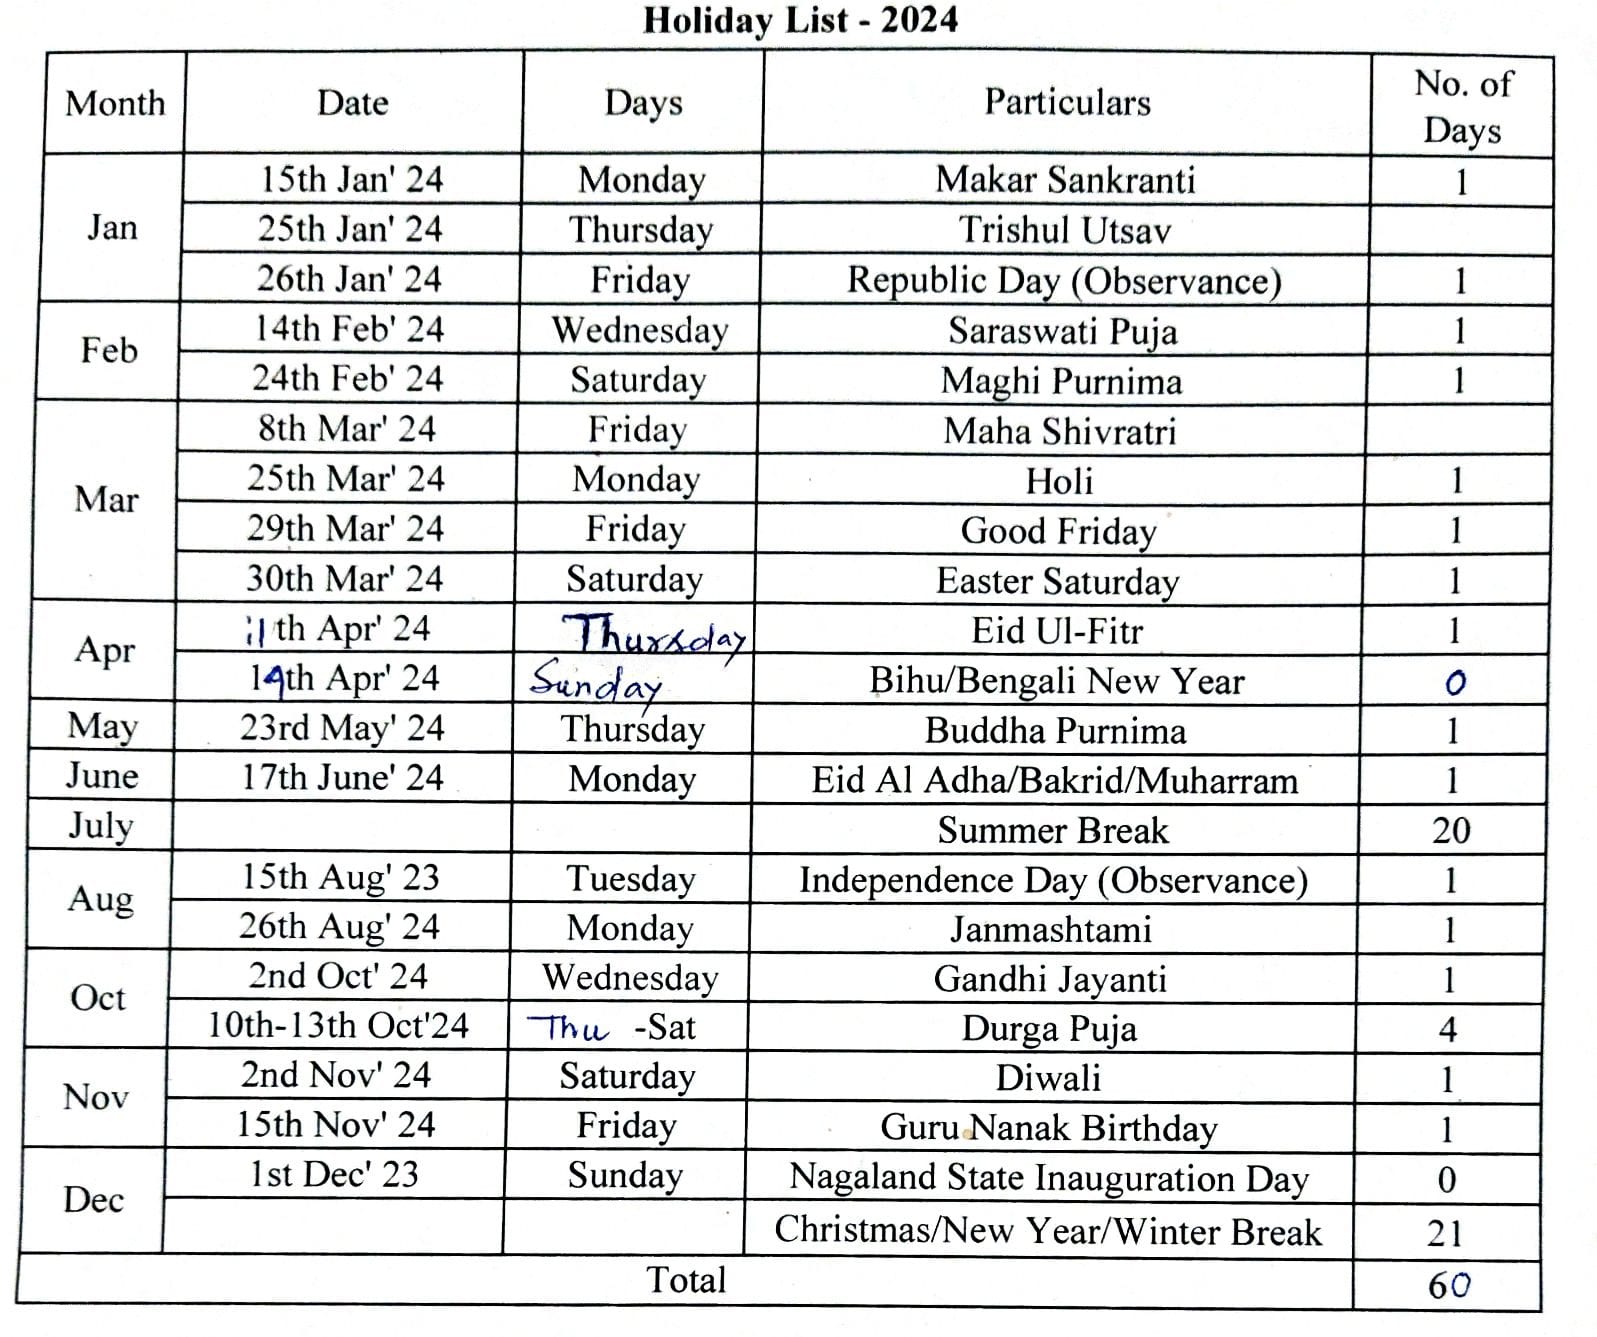 Holiday List - 2024
Month Date Days Particulars No. of Days
Jan 15th Jan' 24 Monday Makar Sankranti 1
25th Jan' 24 Thursday Trishul Utsav
26th Jan' 24 Friday Republic Day (Observance) 1
Feb 14th Feb' 24 Wednesday Saraswati Puja 1
24th Feb' 24 Saturday Maghi Purnima 1
Mar 8th Mar' 24 Friday Maha Shivratri
25th Mar' 24 Monday Holi 1
29th Mar' 24 Friday Good Friday 1
30th Mar' 24 Saturday Easter Saturday 1
Apr 11th Apr' 24 Thursday Eid Ul-Fitr 1
14th Apr' 24 Sunday Bihu/Bengali New Year 0
May 23rd May' 24 Thursday Buddha Purnima 1
June 17th June' 24 Monday Eid Al Adha/Bakrid/Muharram 1
July Summer Break 20
Aug 15th Aug' 23 Tuesday Independence Day (Observance) 1
26th Aug' 24 Monday Janmashtami 1
Oct 2nd Oct' 24 Wednesday Gandhi Jayanti 1
10th-13th Oct'24 Thu -Sat Durga Puja 4
Nov 2nd Nov' 24 Saturday Diwali 1
15th Nov' 24 Friday Guru Nanak Birthday 1
Dec 1st Dec' 23 Sunday Nagaland State Inauguration Day 0
Christmas/New Year/Winter Break 21
Total 60